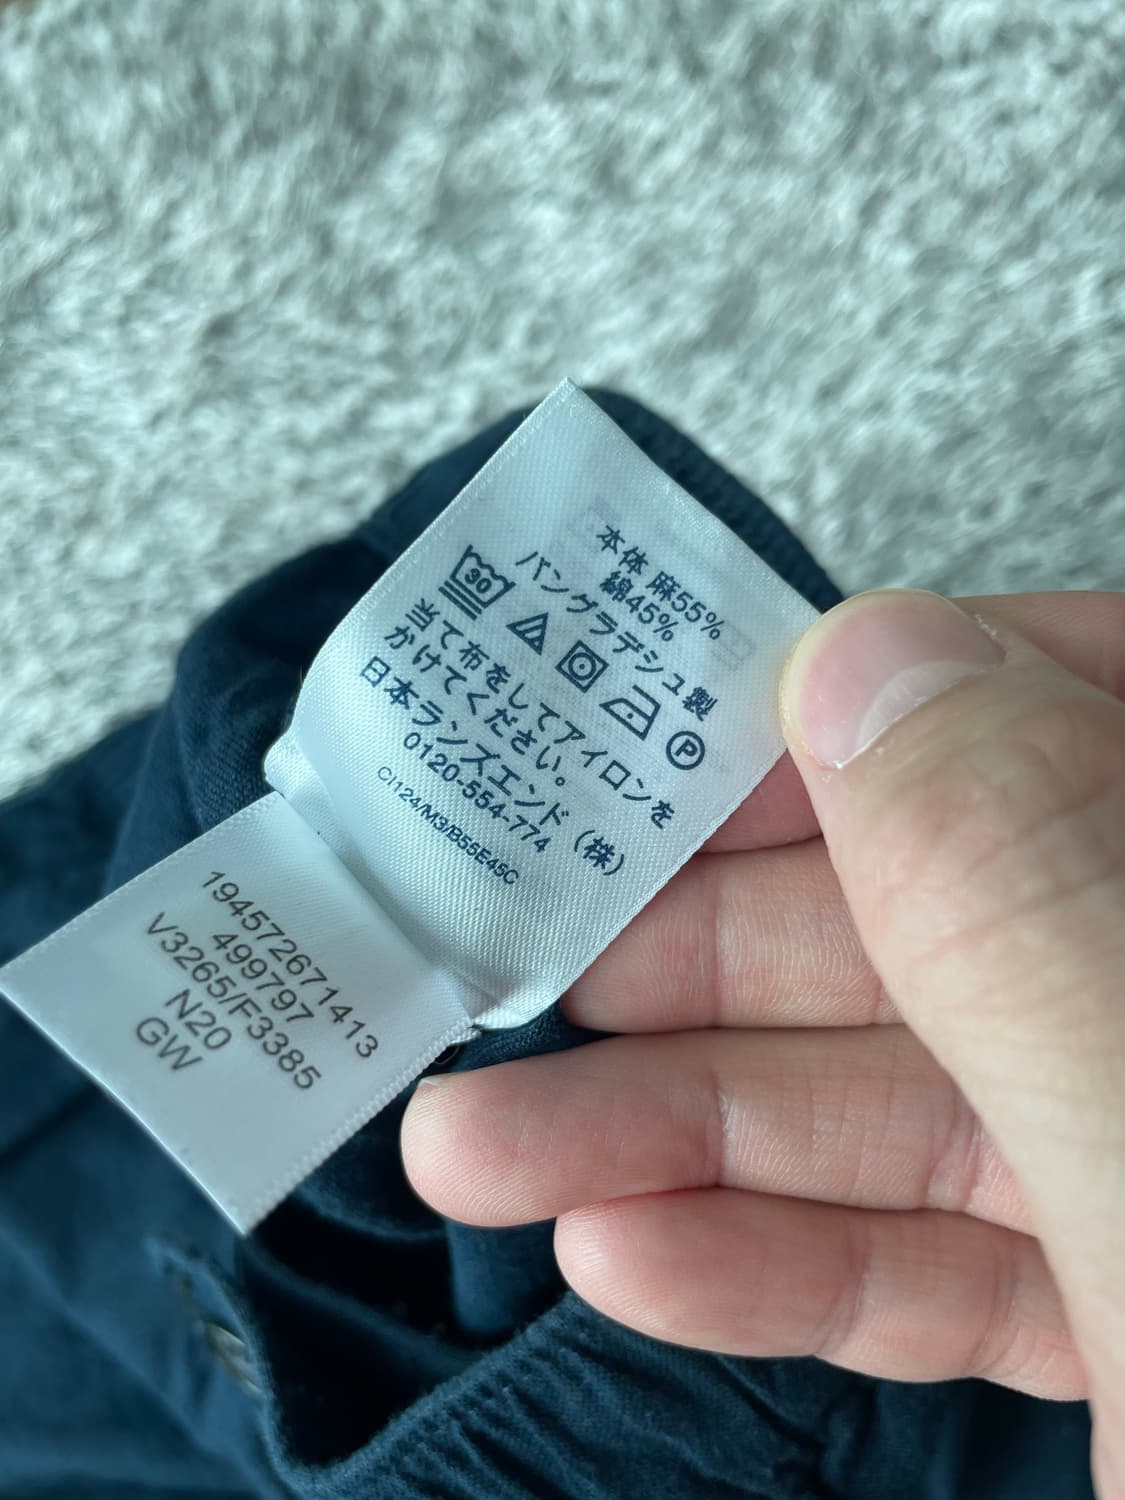 本体 麻55%
綿45%
バングラデシュ製
30
P
当て布をしてアイロンを
かけてください。
日本ランズエンド（株）
0120-554-774
C/124/M3/B55E45C
194572671413
499797
V3265/F3385
N20
GW